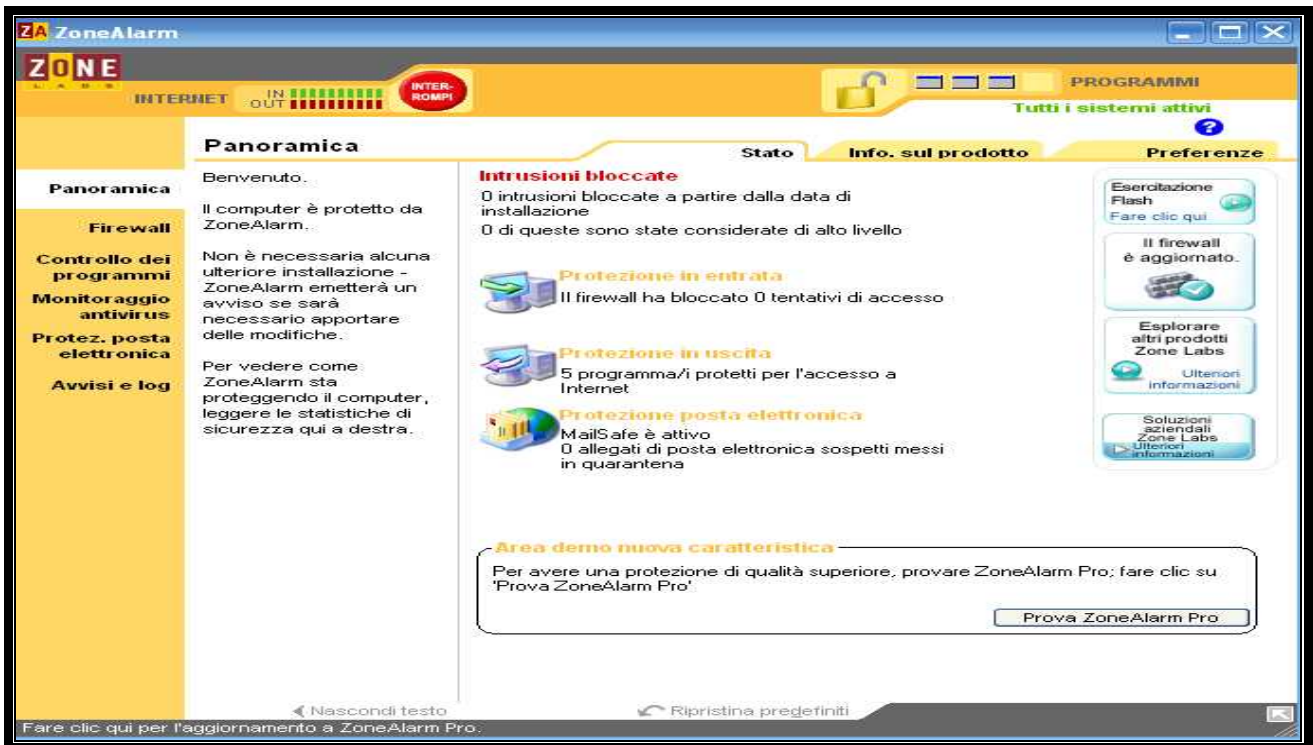 ZA ZoneAlarm
ZONE
LABS
INTERNET
IN
OUT
INTER-
ROMPI
PROGRAMMI
Tutti i sistemi attivi
?
Panoramica
Stato
Info. sul prodotto
Preferenze
Panoramica
Firewall
Controllo dei
programmi
Monitoraggio
antivirus
Protez. posta
elettronica
Avvisi e log
Benvenuto.
Il computer è protetto da
ZoneAlarm.
Non è necessaria alcuna
ulteriore installazione -
ZoneAlarm emetterà un
avviso se sarà
necessario apportare
delle modifiche.
Per vedere come
ZoneAlarm sta
proteggendo il computer,
leggere le statistiche di
sicurezza qui a destra.
Intrusioni bloccate
0 intrusioni bloccate a partire dalla data di
installazione
0 di queste sono state considerate di alto livello
Protezione in entrata
Il firewall ha bloccato 0 tentativi di accesso
Protezione in uscita
5 programma/i protetti per l'accesso a
Internet
Protezione posta elettronica
MailSafe è attivo
0 allegati di posta elettronica sospetti messi
in quarantena
Esercitazione
Flash
Fare clic qui
Il firewall
è aggiornato.
Esplorare
altri prodotti
Zone Labs
Ulteriori
informazioni
Soluzioni
aziendali
Zone Labs
Ulteriori
informazioni
Area demo nuova caratteristica
Per avere una protezione di qualità superiore, provare ZoneAlarm Pro; fare clic su
'Prova ZoneAlarm Pro'
Prova ZoneAlarm Pro
Nascondi testo
Ripristina predefiniti
Fare clic qui per l'aggiornamento a ZoneAlarm Pro.